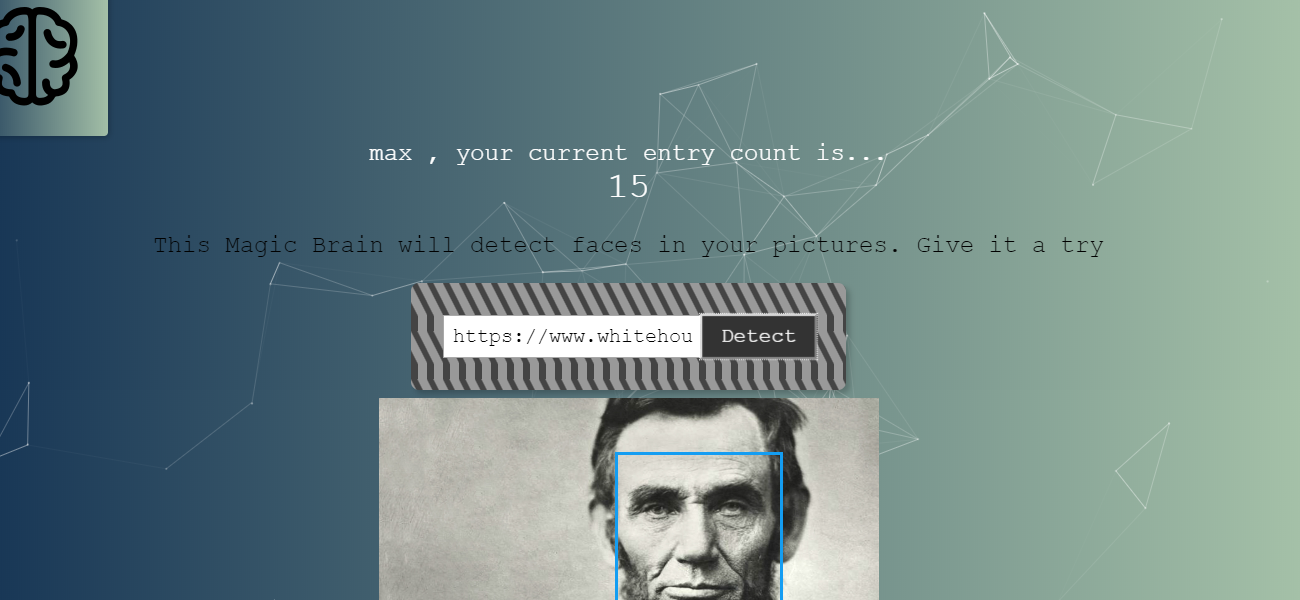 max , your current entry count is...
15
This Magic Brain will detect faces in your pictures. Give it a try
https://www.whitehou
Detect